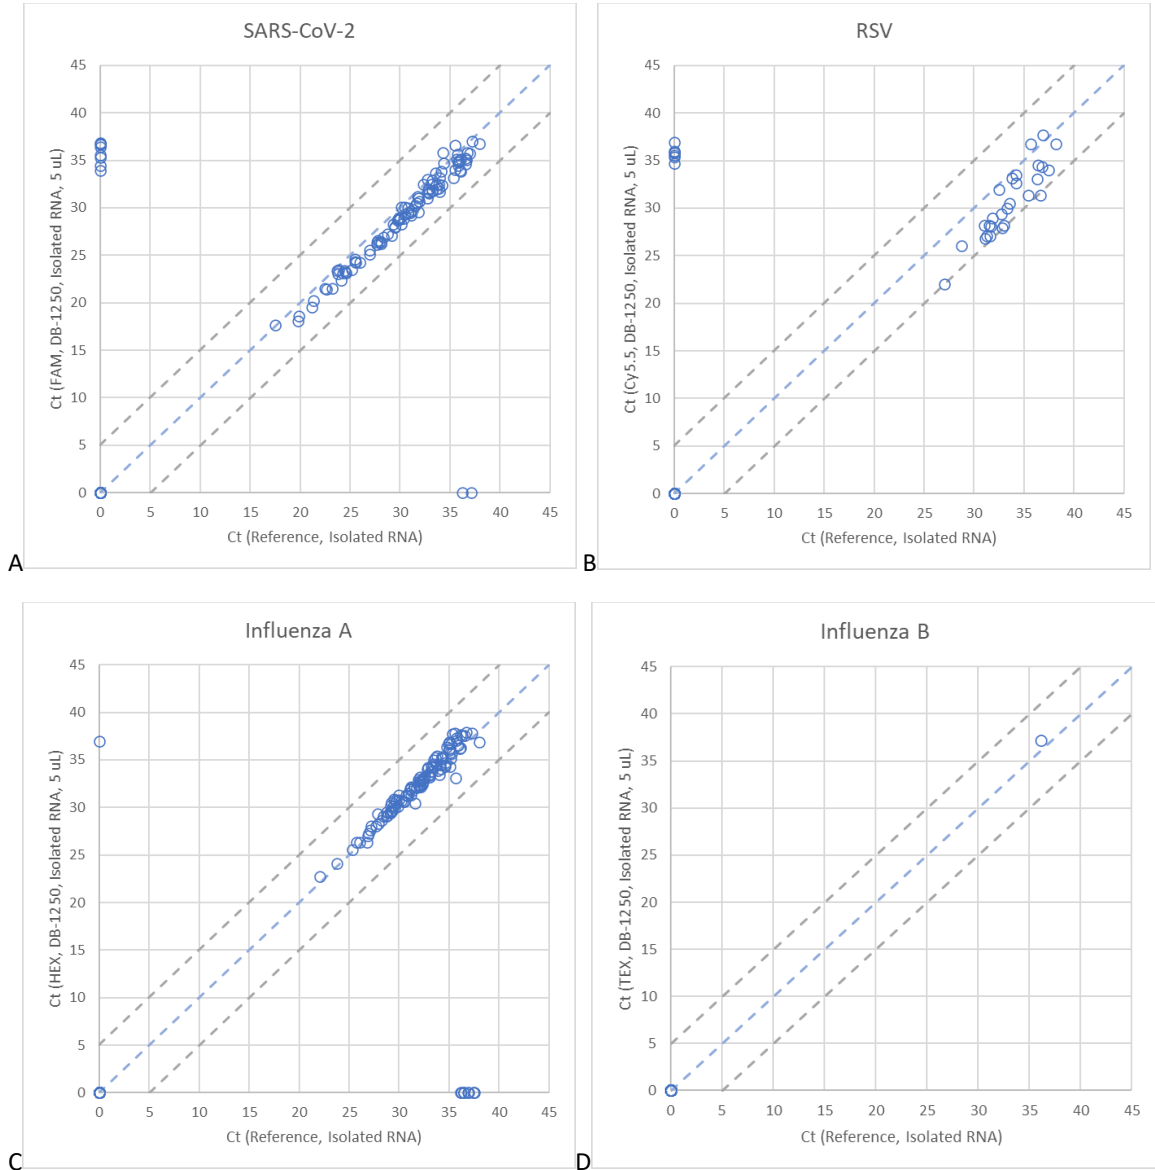 SARS-CoV-2
45
40
35
30
25
20
15
10
5
0
Ct (FAM, DB-1250, Isolated RNA, 5 uL)
0 5 10 15 20 25 30 35 40 45
Ct (Reference, Isolated RNA)
A
RSV
45
40
35
30
25
20
15
10
5
0
Ct (Cy5.5, DB-1250, Isolated RNA, 5 uL)
0 5 10 15 20 25 30 35 40 45
Ct (Reference, Isolated RNA)
B
Influenza A
45
40
35
30
25
20
15
10
5
0
Ct (HEX, DB-1250, Isolated RNA, 5 uL)
0 5 10 15 20 25 30 35 40 45
Ct (Reference, Isolated RNA)
C
Influenza B
45
40
35
30
25
20
15
10
5
0
Ct (TEX, DB-1250, Isolated RNA, 5 uL)
0 5 10 15 20 25 30 35 40 45
Ct (Reference, Isolated RNA)
D